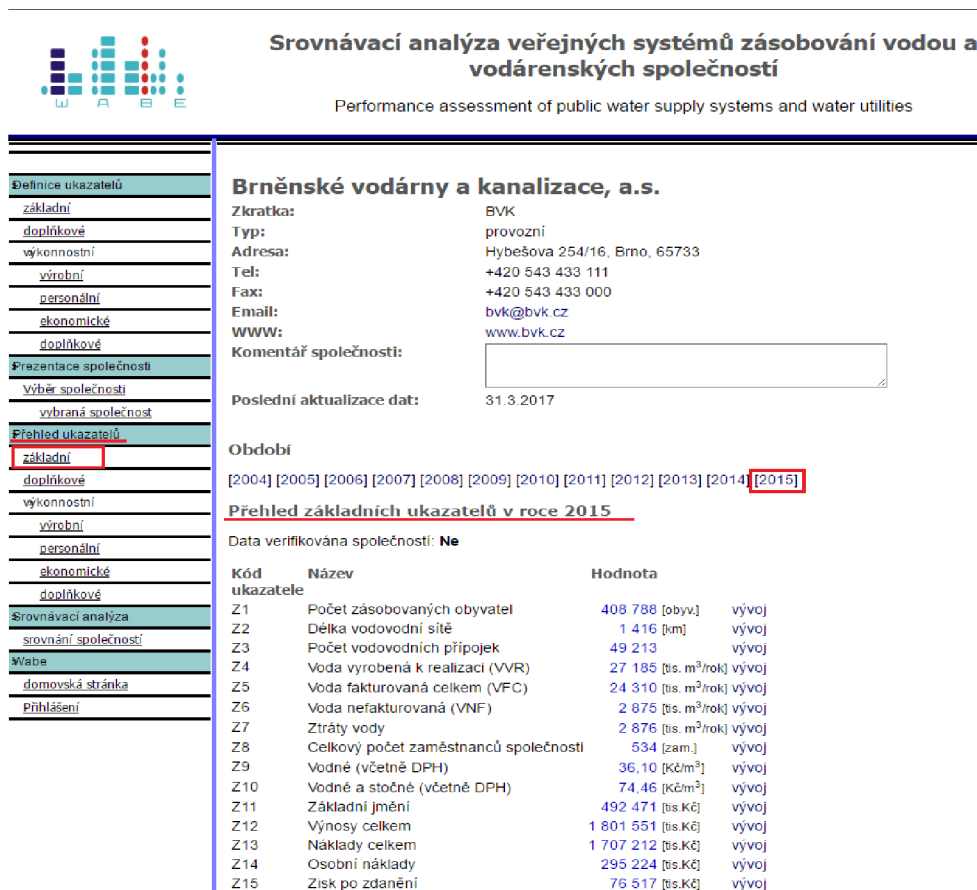 Srovnávací analýza veřejných systémů zásobování vodou a
vodárenských společností
Performance assessment of public water supply systems and water utilities
W A B E
Definice ukazatelů
základní
doplňkové
výkonnostní
výrobní
personální
ekonomické
doplňkové
Prezentace společnosti
Výběr společnosti
vybraná společnost
Přehled ukazatelů
základní
doplňkové
výkonnostní
výrobní
personální
ekonomické
doplňkové
Srovnávací analýza
srovnání společností
Wabe
domovská stránka
Přihlášení
Brněnské vodárny a kanalizace, a.s.
Zkratka: BVK
Typ: provozní
Adresa: Hybešova 254/16, Brno, 65733
Tel: +420 543 433 111
Fax: +420 543 433 000
Email: bvk@bvk.cz
WWW: www.bvk.cz
Komentář společnosti:
Poslední aktualizace dat: 31.3.2017
Období
[2004] [2005] [2006] [2007] [2008] [2009] [2010] [2011] [2012] [2013] [2014] [2015]
Přehled základních ukazatelů v roce 2015
Data verifikována společností: Ne
Kód Název Hodnota
ukazatele
Z1 Počet zásobovaných obyvatel 408 788 [obyv.] vývoj
Z2 Délka vodovodní sítě 1 416 [km] vývoj
Z3 Počet vodovodních přípojek 49 213 vývoj
Z4 Voda vyrobená k realizaci (VVR) 27 185 [tis. m³/rok] vývoj
Z5 Voda fakturovaná celkem (VFC) 24 310 [tis. m³/rok] vývoj
Z6 Voda nefakturovaná (VNF) 2 875 [tis. m³/rok] vývoj
Z7 Ztráty vody 2 876 [tis. m³/rok] vývoj
Z8 Celkový počet zaměstnanců společnosti 534 [zam.] vývoj
Z9 Vodné (včetně DPH) 36,10 [Kč/m³] vývoj
Z10 Vodné a stočné (včetně DPH) 74,46 [Kč/m³] vývoj
Z11 Základní jmění 492 471 [tis.Kč] vývoj
Z12 Výnosy celkem 1 801 551 [tis.Kč] vývoj
Z13 Náklady celkem 1 707 212 [tis.Kč] vývoj
Z14 Osobní náklady 295 224 [tis.Kč] vývoj
Z15 Zisk po zdanění 76 517 [tis.Kč] vývoj